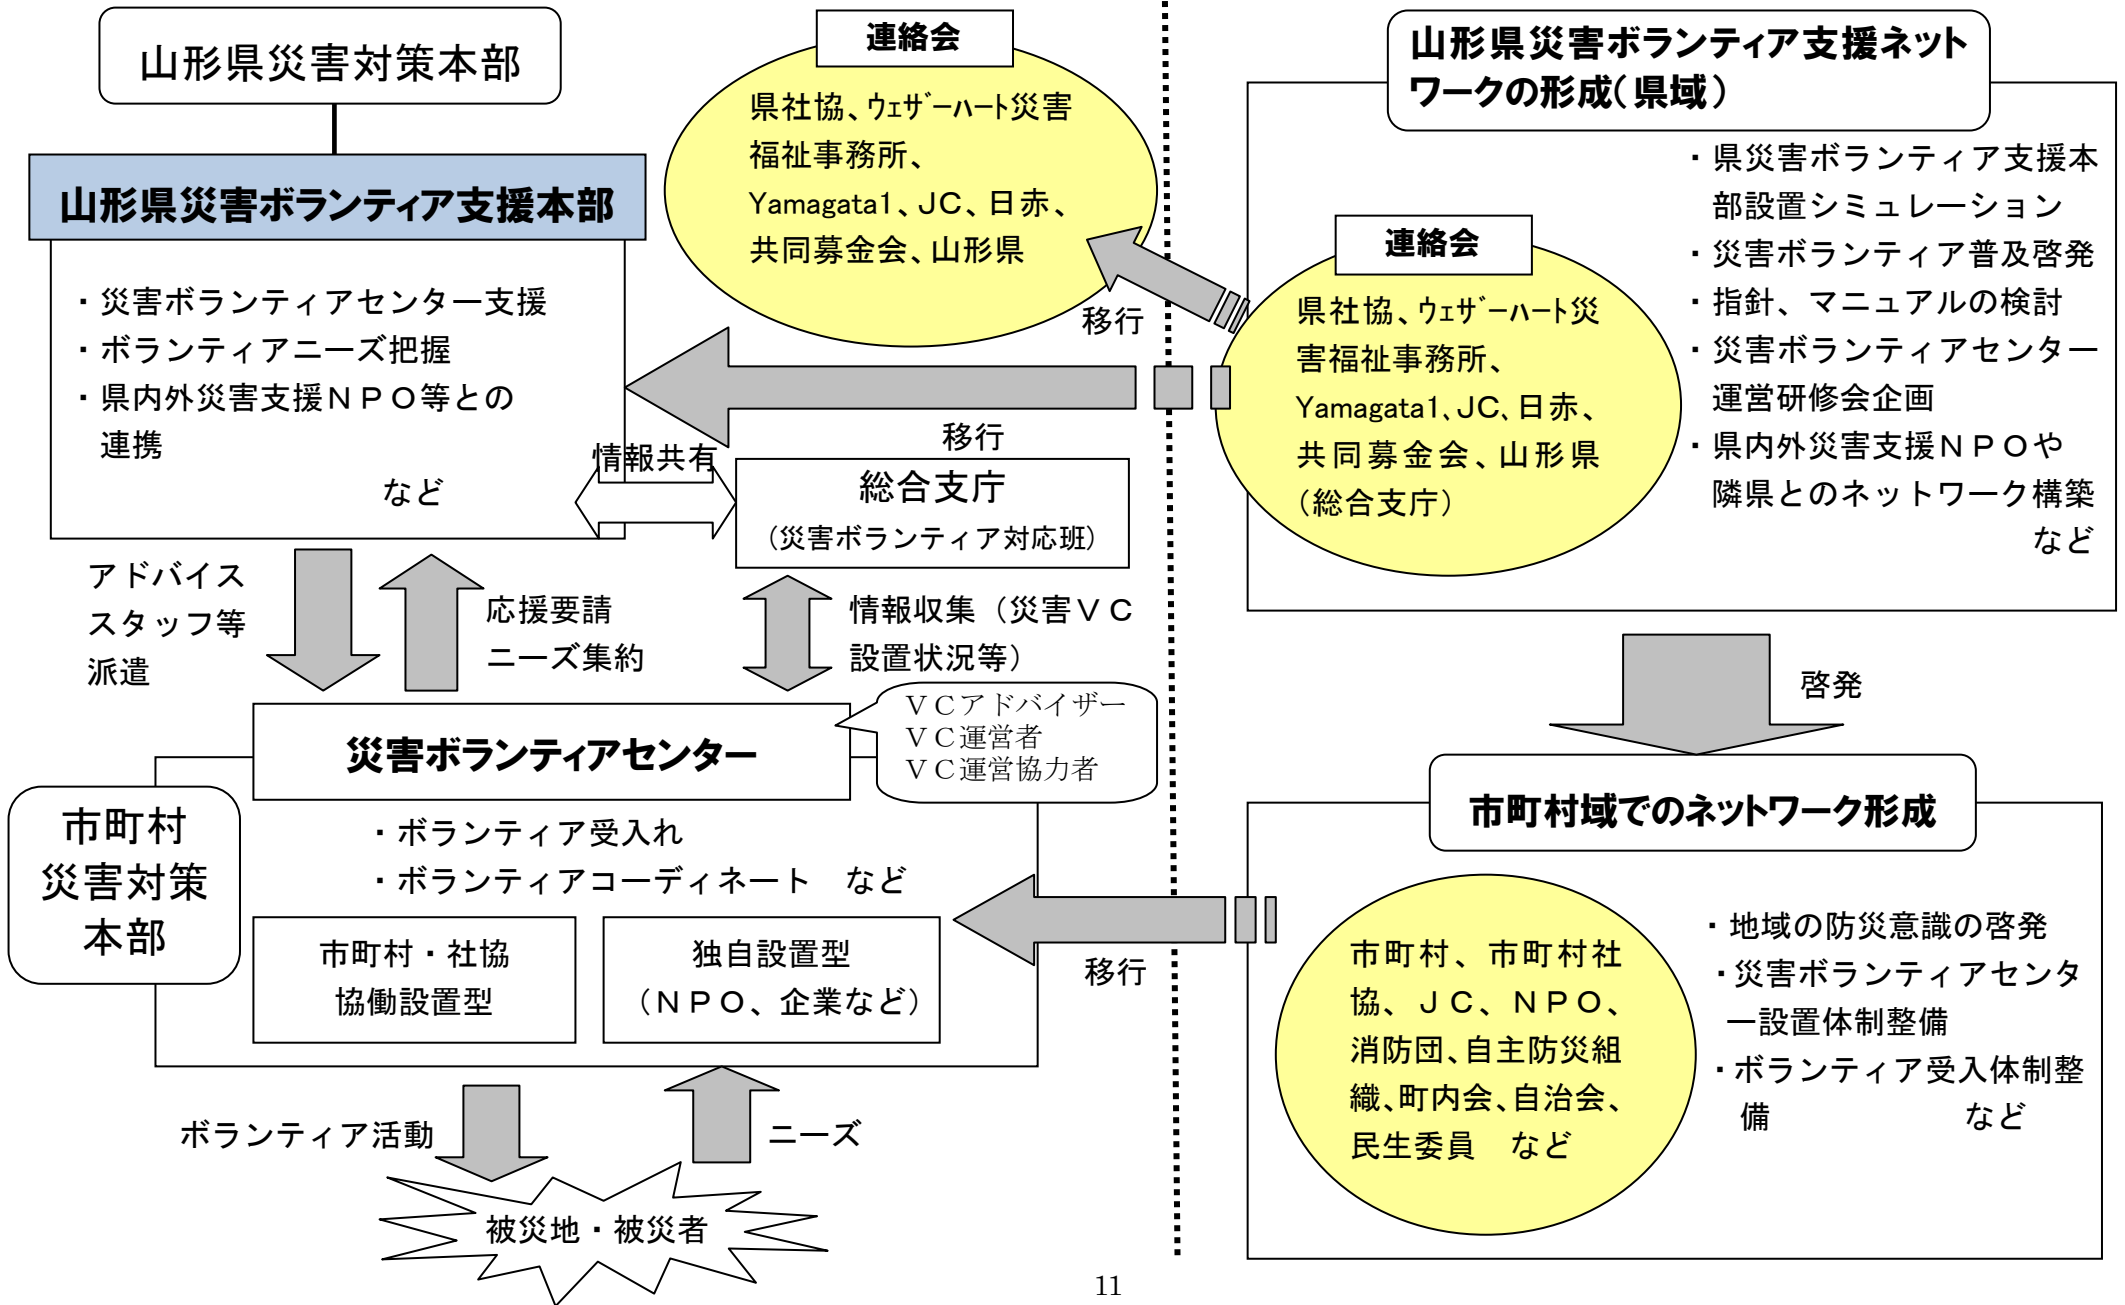 山形県災害対策本部
山形県災害ボランティア支援本部
・災害ボランティアセンター支援
・ボランティアニーズ把握
・県内外災害支援ＮＰＯ等との
連携
など
連絡会
県社協、ウェザーハート災害
福祉事務所、
Yamagata1、JC、日赤、
共同募金会、山形県
移行
移行
情報共有
総合支庁
（災害ボランティア対応班）
アドバイス
スタッフ等
派遣
応援要請
ニーズ集約
情報収集（災害ＶＣ
設置状況等）
ＶＣアドバイザー
ＶＣ運営者
ＶＣ運営協力者
災害ボランティアセンター
市町村
災害対策
本部
・ボランティア受入れ
・ボランティアコーディネート　など
市町村・社協
協働設置型
独自設置型
（ＮＰＯ、企業など）
移行
ボランティア活動
ニーズ
被災地・被災者
山形県災害ボランティア支援ネット
ワークの形成（県域）
連絡会
県社協、ウェザーハート災
害福祉事務所、
Yamagata1、JC、日赤、
共同募金会、山形県
（総合支庁）
・県災害ボランティア支援本
部設置シミュレーション
・災害ボランティア普及啓発
・指針、マニュアルの検討
・災害ボランティアセンター
運営研修会企画
・県内外災害支援ＮＰＯや
隣県とのネットワーク構築
など
啓発
市町村域でのネットワーク形成
市町村、市町村社
協、ＪＣ、ＮＰＯ、
消防団、自主防災組
織、町内会、自治会、
民生委員　など
・地域の防災意識の啓発
・災害ボランティアセンタ
ー設置体制整備
・ボランティア受入体制整
備　など
11